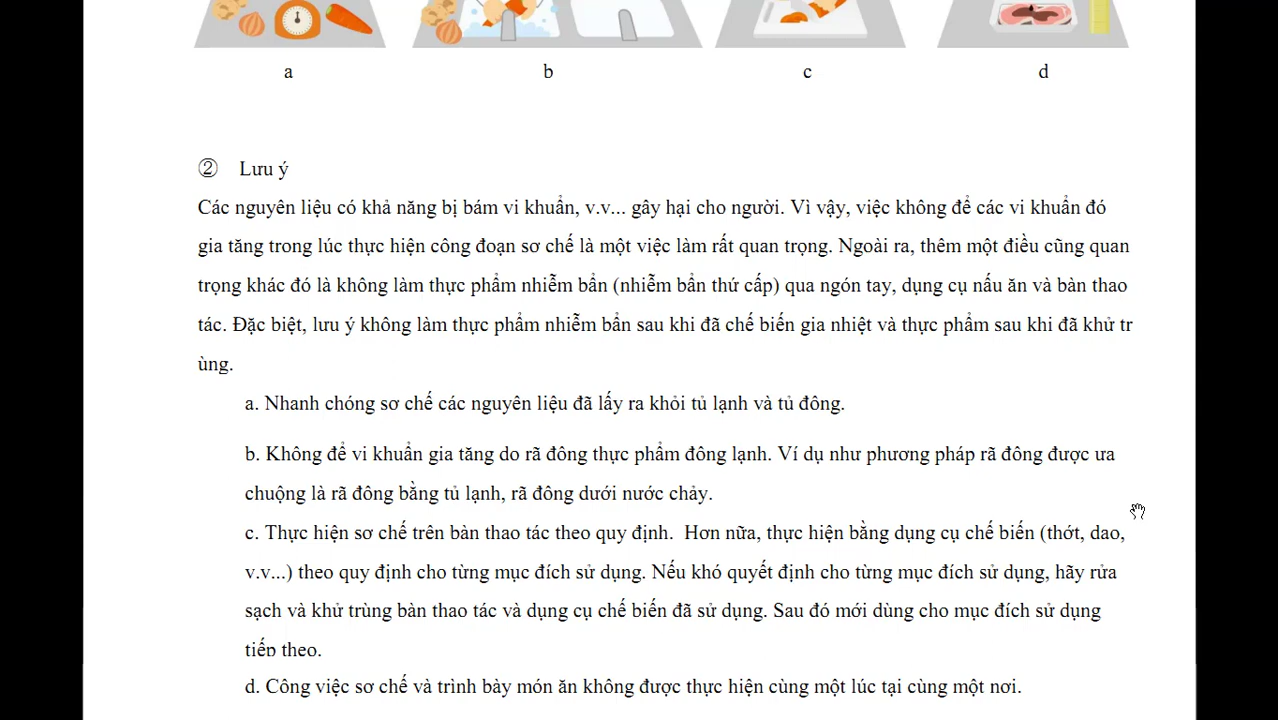 a b c d
② Lưu ý
Các nguyên liệu có khả năng bị bám vi khuẩn, v.v... gây hại cho người. Vì vậy, việc không để các vi khuẩn đó
gia tăng trong lúc thực hiện công đoạn sơ chế là một việc làm rất quan trọng. Ngoài ra, thêm một điều cũng quan
trọng khác đó là không làm thực phẩm nhiễm bẩn (nhiễm bẩn thứ cấp) qua ngón tay, dụng cụ nấu ăn và bàn thao
tác. Đặc biệt, lưu ý không làm thực phẩm nhiễm bẩn sau khi đã chế biến gia nhiệt và thực phẩm sau khi đã khử tr
ùng.
a. Nhanh chóng sơ chế các nguyên liệu đã lấy ra khỏi tủ lạnh và tủ đông.
b. Không để vi khuẩn gia tăng do rã đông thực phẩm đông lạnh. Ví dụ như phương pháp rã đông được ưa
chuộng là rã đông bằng tủ lạnh, rã đông dưới nước chảy.
c. Thực hiện sơ chế trên bàn thao tác theo quy định. Hơn nữa, thực hiện bằng dụng cụ chế biến (thớt, dao,
v.v...) theo quy định cho từng mục đích sử dụng. Nếu khó quyết định cho từng mục đích sử dụng, hãy rửa
sạch và khử trùng bàn thao tác và dụng cụ chế biến đã sử dụng. Sau đó mới dùng cho mục đích sử dụng
tiếp theo.
d. Công việc sơ chế và trình bày món ăn không được thực hiện cùng một lúc tại cùng một nơi.